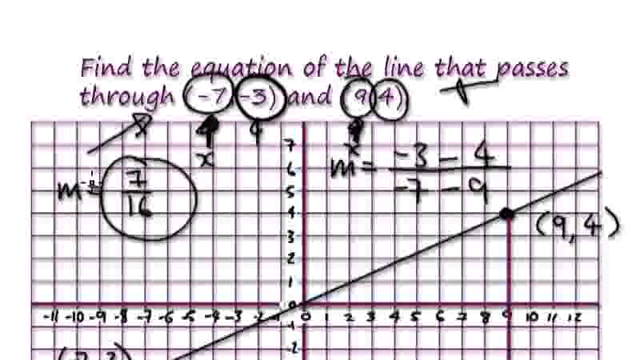 Find the equation of the line that passes
through (-7, -3) and (9, 4)
x y x y
m = 7/16
m = -3 - 4 / -7 - 9
7
6
5
4
3
2
1
0
-1
-2
(9, 4)
-11 -10 -9 -8 -7 -6 -5 -4 -3 -2 0 1 2 3 4 5 6 7 8 9 10 11 12